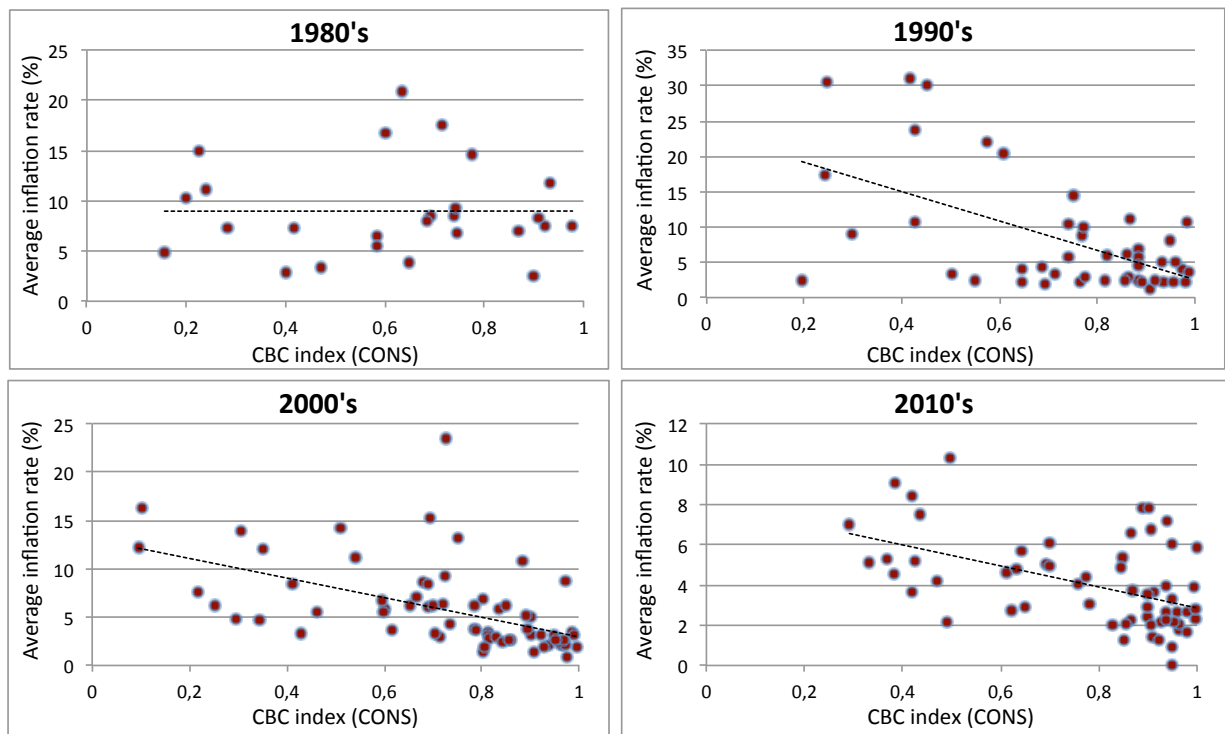 1980's
Average inflation rate (%)
25
20
15
10
5
0
0 0,2 0,4 0,6 0,8 1
CBC index (CONS)
1990's
Average inflation rate (%)
35
30
25
20
15
10
5
0
0 0,2 0,4 0,6 0,8 1
CBC index (CONS)
2000's
Average inflation rate (%)
25
20
15
10
5
0
0 0,2 0,4 0,6 0,8 1
CBC index (CONS)
2010's
Average inflation rate (%)
12
10
8
6
4
2
0
0 0,2 0,4 0,6 0,8 1
CBC index (CONS)